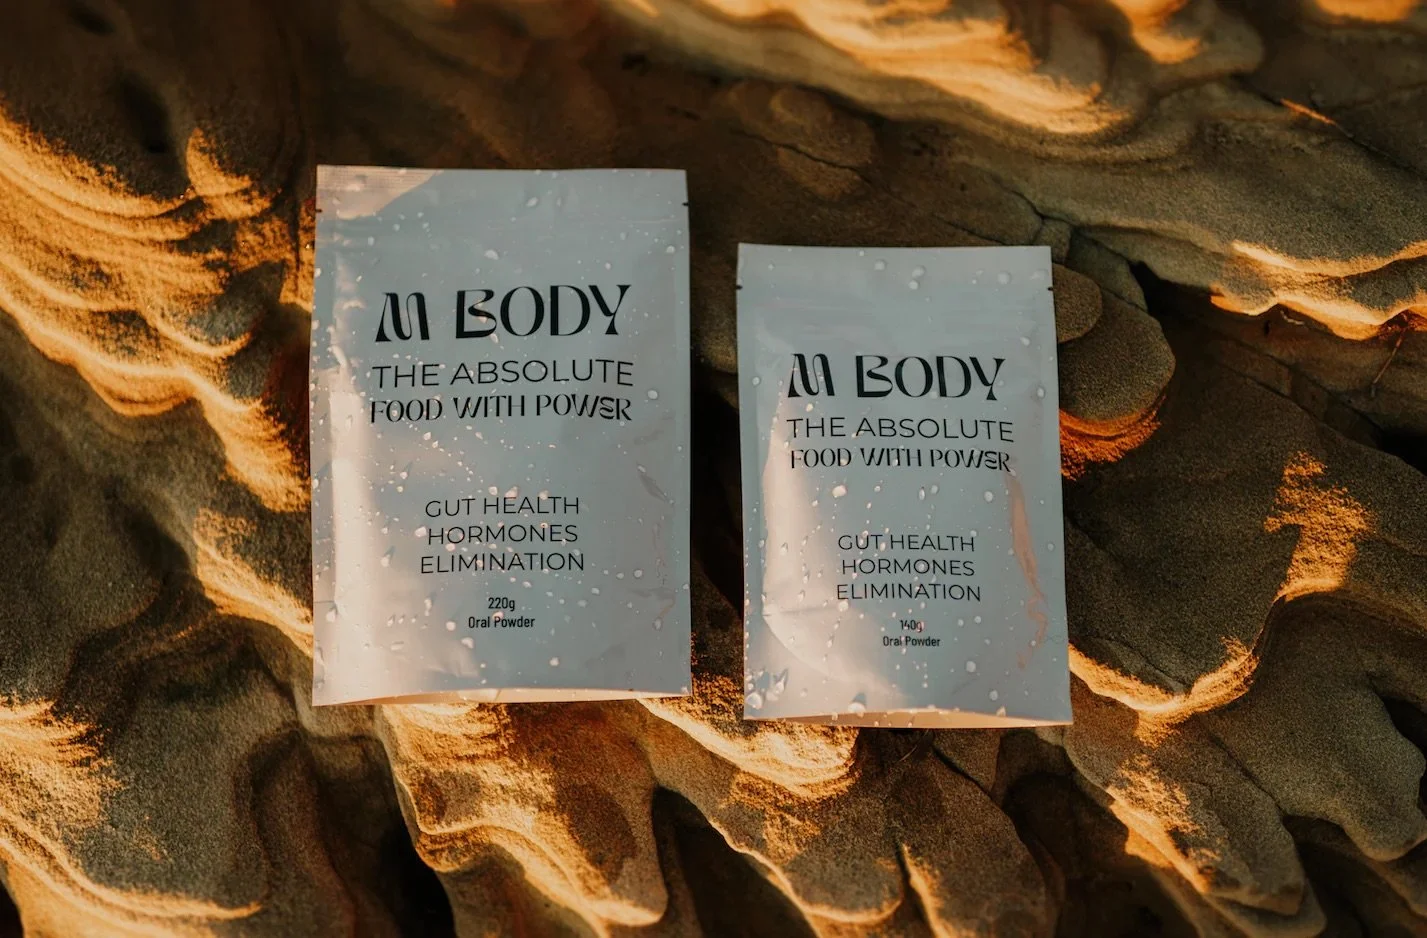 M BODY
THE ABSOLUTE
FOOD WITH POWER
GUT HEALTH
HORMONES
ELIMINATION
220g
Oral Powder
M BODY
THE ABSOLUTE
FOOD WITH POWER
GUT HEALTH
HORMONES
ELIMINATION
140g
Oral Powder